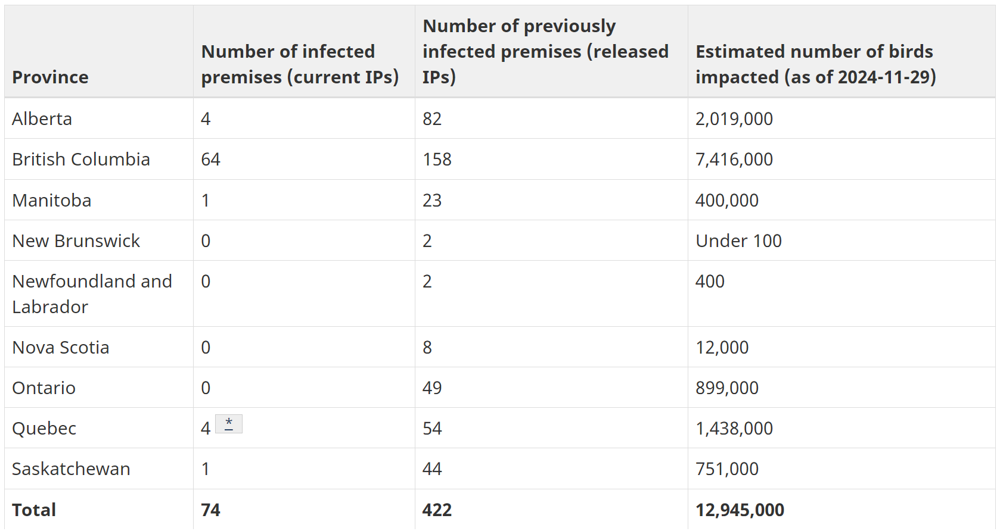 Province | Number of infected premises (current IPs) | Number of previously infected premises (released IPs) | Estimated number of birds impacted (as of 2024-11-29)
Alberta | 4 | 82 | 2,019,000
British Columbia | 64 | 158 | 7,416,000
Manitoba | 1 | 23 | 400,000
New Brunswick | 0 | 2 | Under 100
Newfoundland and Labrador | 0 | 2 | 400
Nova Scotia | 0 | 8 | 12,000
Ontario | 0 | 49 | 899,000
Quebec | 4 * | 54 | 1,438,000
Saskatchewan | 1 | 44 | 751,000
Total | 74 | 422 | 12,945,000